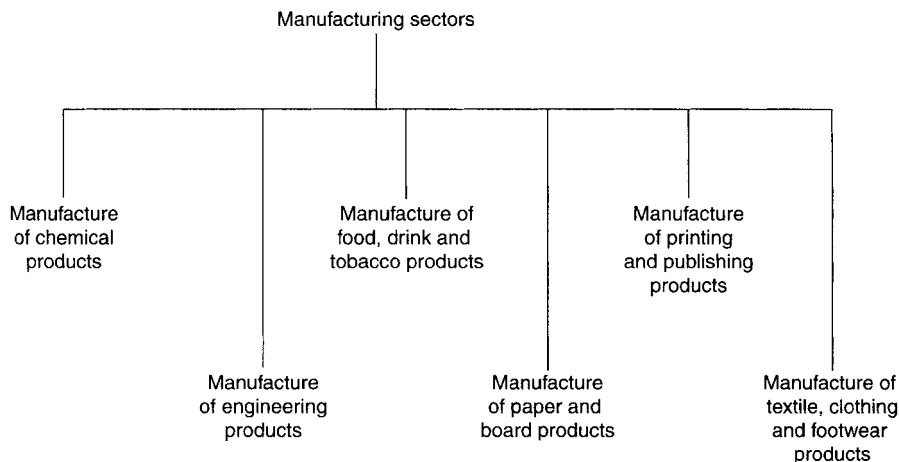 Manufacturing sectors
Manufacture
of chemical
products
Manufacture of
food, drink and
tobacco products
Manufacture
of printing
and publishing
products
Manufacture
of engineering
products
Manufacture
of paper and
board products
Manufacture of
textile, clothing
and footwear
products